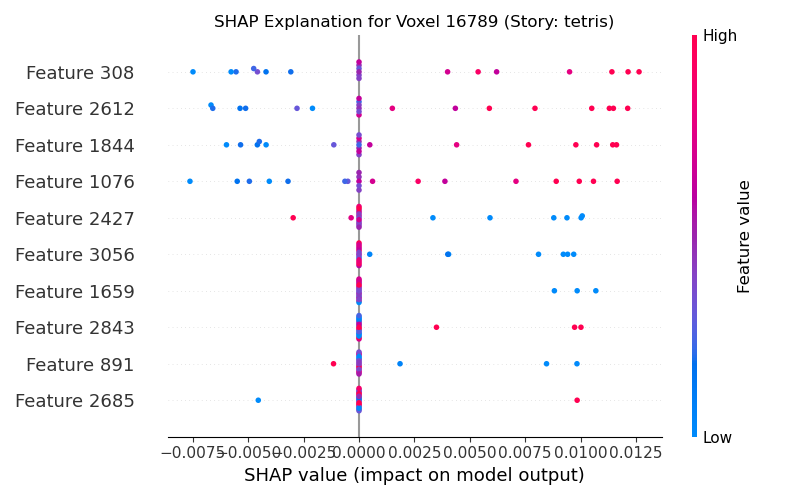 SHAP Explanation for Voxel 16789 (Story: tetris)
High
Feature 308
Feature 2612
Feature 1844
Feature 1076
Feature 2427
Feature 3056
Feature 1659
Feature 2843
Feature 891
Feature 2685
Feature value
Low
−0.0075 −0.0050 −0.0025 0.0000 0.0025 0.0050 0.0075 0.0100 0.0125
SHAP value (impact on model output)